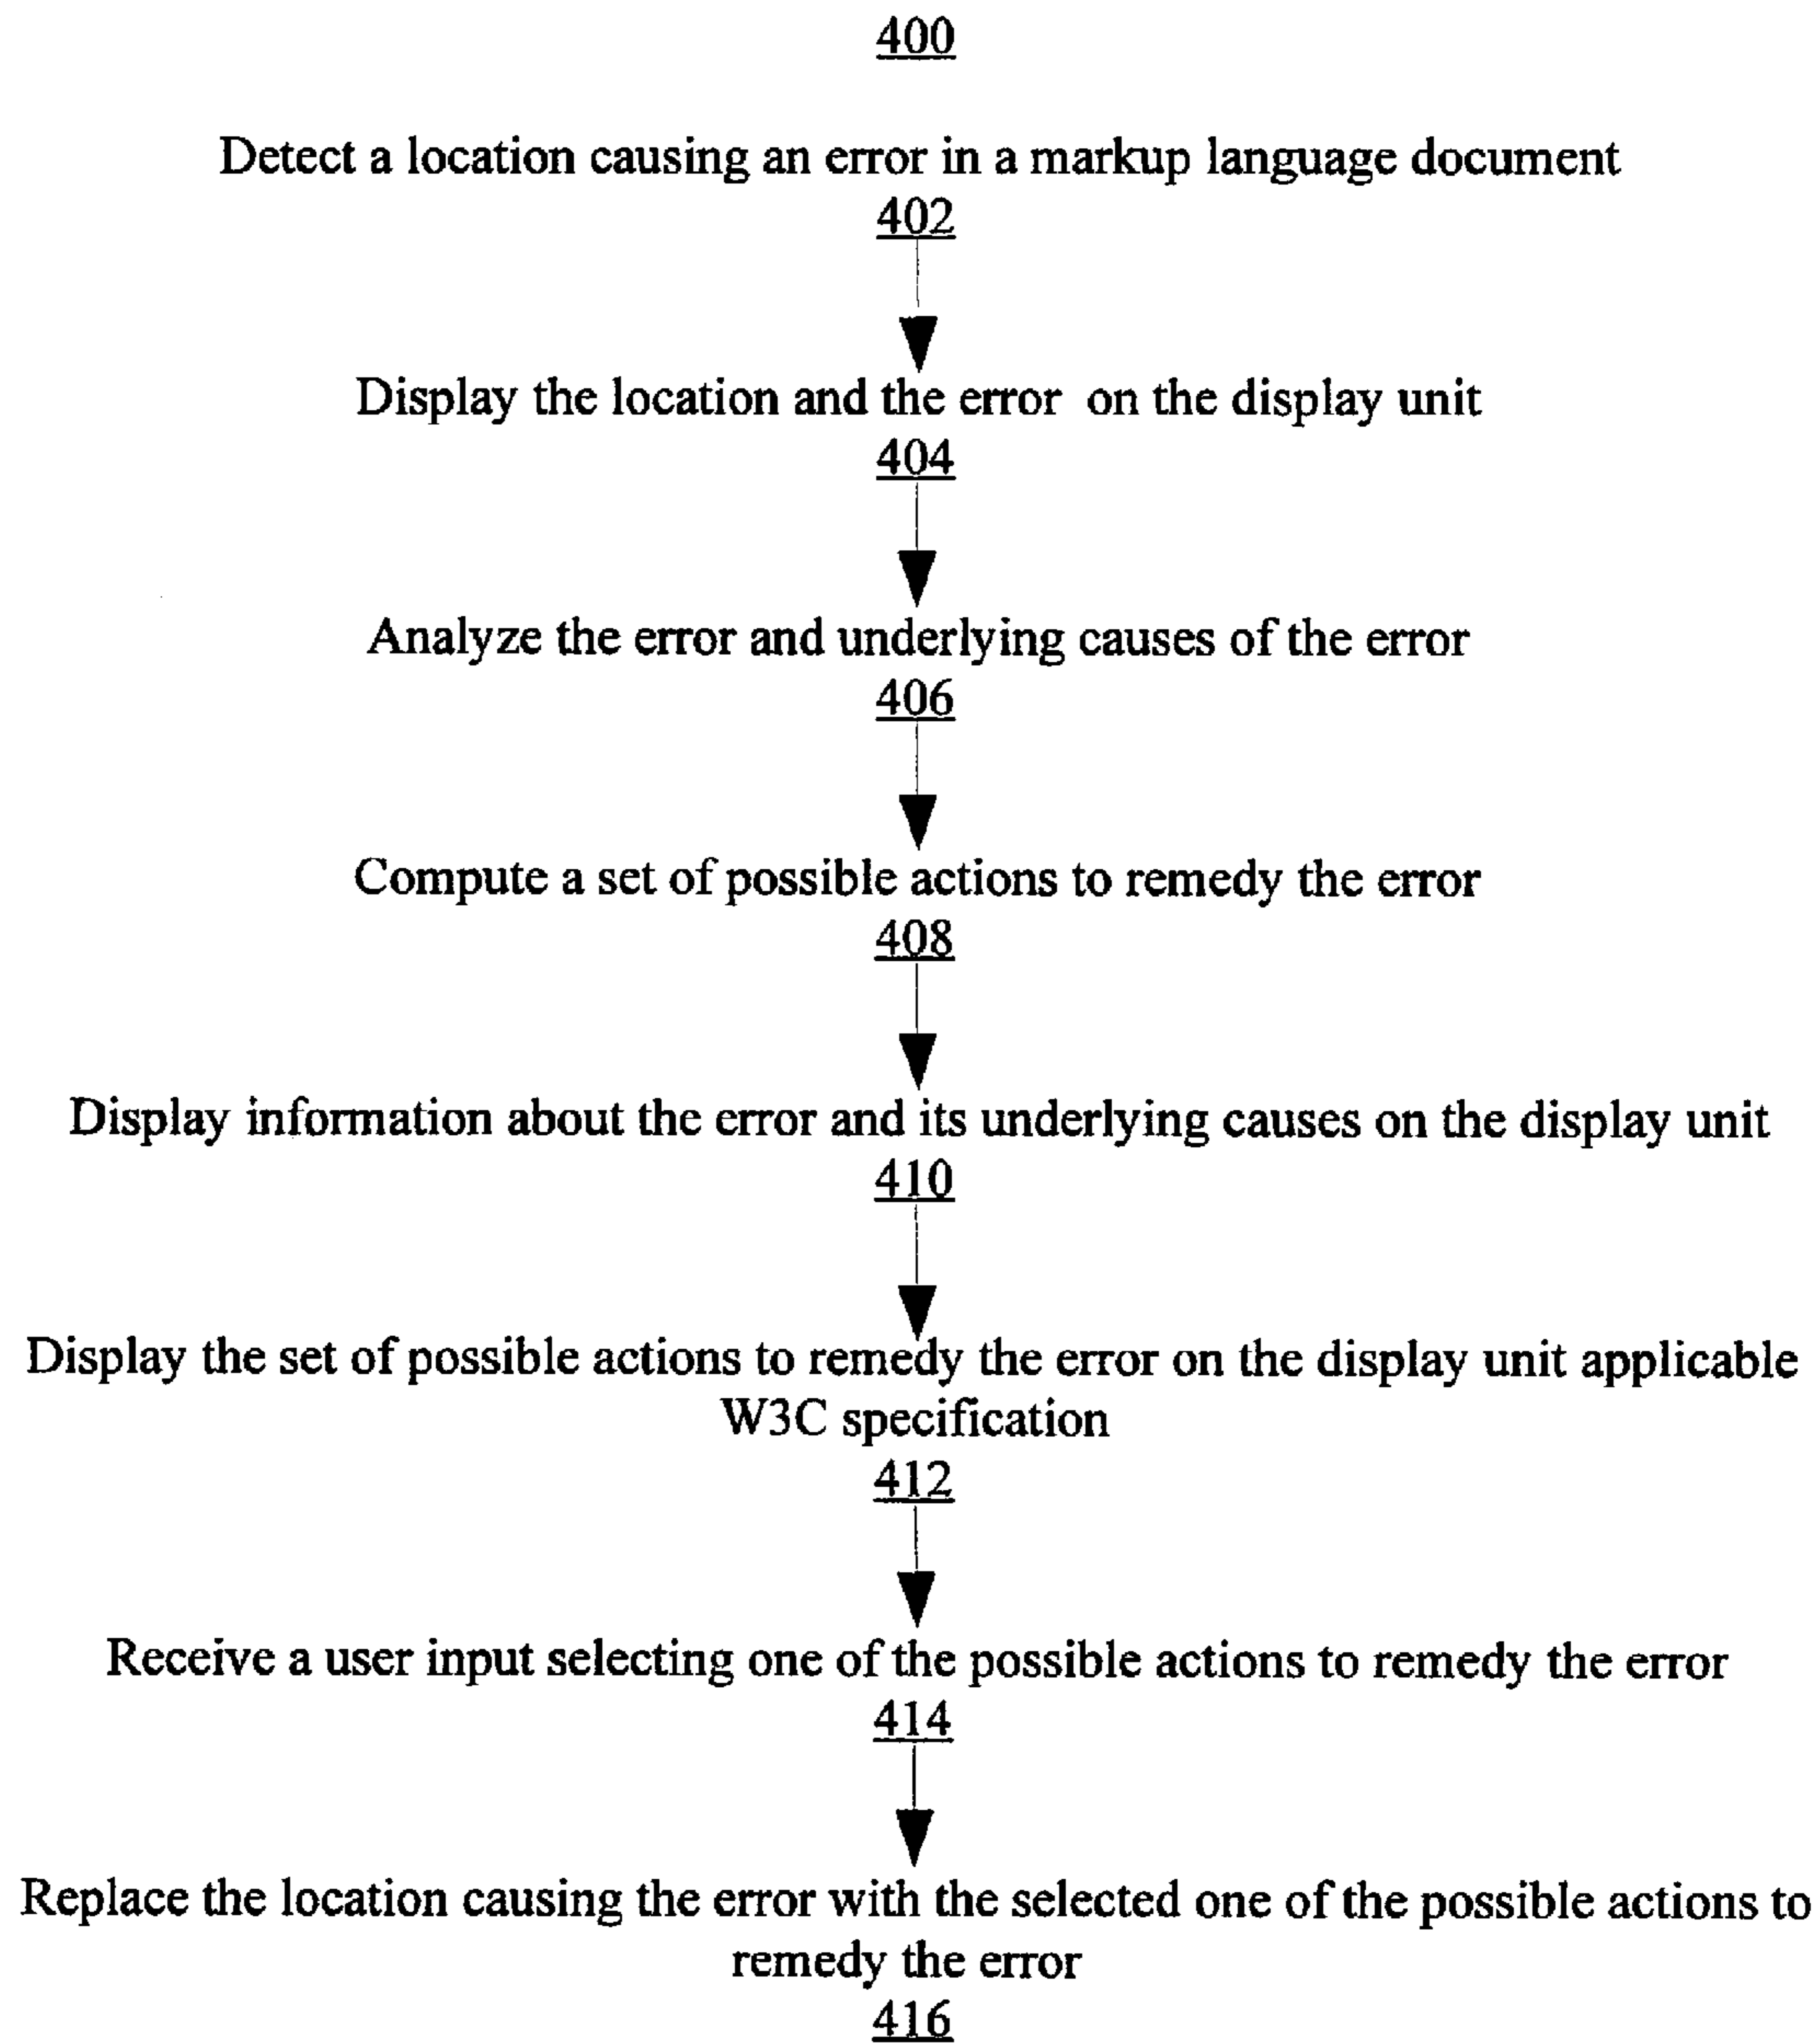 400
Detect a location causing an error in a markup language document
402
Display the location and the error on the display unit
404
Analyze the error and underlying causes of the error
406
Compute a set of possible actions to remedy the error
408
Display information about the error and its underlying causes on the display unit
410
Display the set of possible actions to remedy the error on the display unit applicable
W3C specification
412
Receive a user input selecting one of the possible actions to remedy the error
414
Replace the location causing the error with the selected one of the possible actions to
remedy the error
416